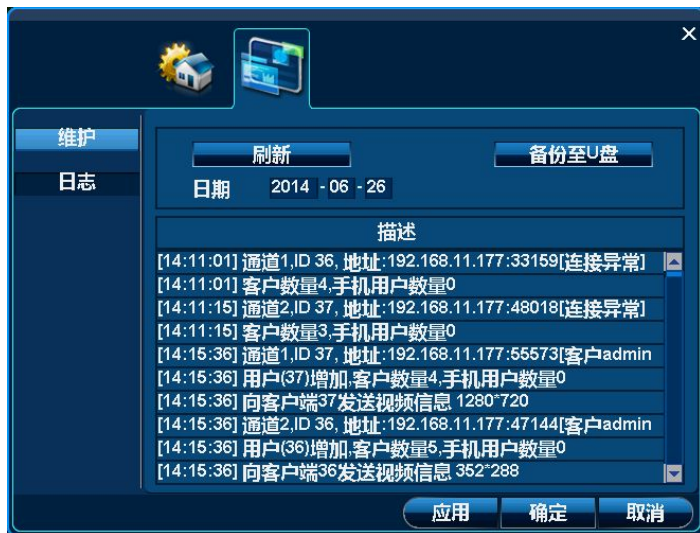 维护
日志
刷新 备份至U盘
日期 2014 - 06 - 26
描述
[14:11:01] 通道1,ID 36, 地址:192.168.11.177:33159[连接异常]
[14:11:01] 客户数量4,手机用户数量0
[14:11:15] 通道2,ID 37, 地址:192.168.11.177:48018[连接异常]
[14:11:15] 客户数量3,手机用户数量0
[14:15:36] 通道1,ID 37, 地址:192.168.11.177:55573[客户admin
[14:15:36] 用户(37)增加,客户数量4,手机用户数量0
[14:15:36] 向客户端37发送视频信息 1280*720
[14:15:36] 通道2,ID 36, 地址:192.168.11.177:47144[客户admin
[14:15:36] 用户(36)增加,客户数量5,手机用户数量0
[14:15:36] 向客户端36发送视频信息 352*288
应用 确定 取消